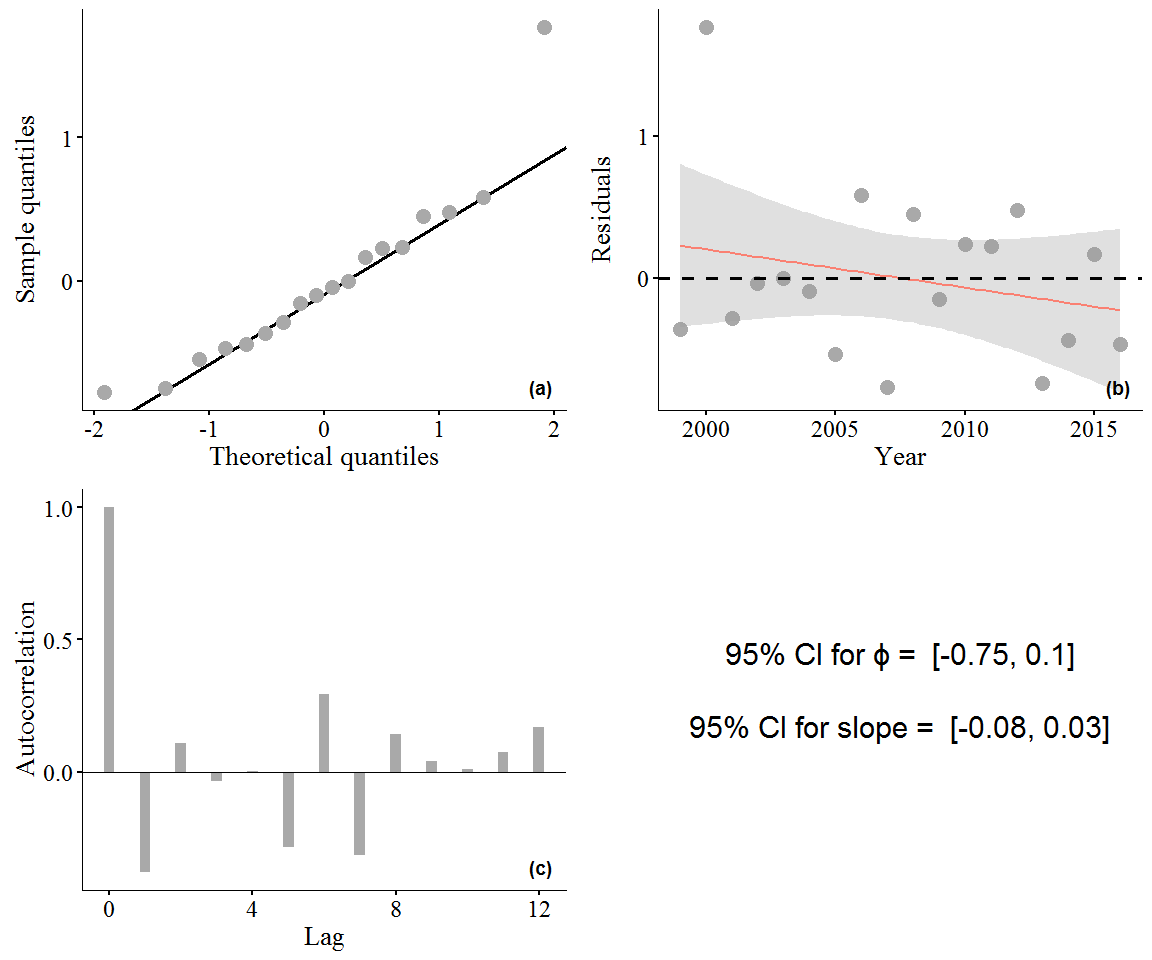 Sample quantiles
1
0
(a)
-2 -1 0 1 2
Theoretical quantiles
Residuals
1
0
(b)
2000 2005 2010 2015
Year
Autocorrelation
1.0
0.5
0.0
(c)
0 4 8 12
Lag
95% CI for ϕ = [-0.75, 0.1]
95% CI for slope = [-0.08, 0.03]